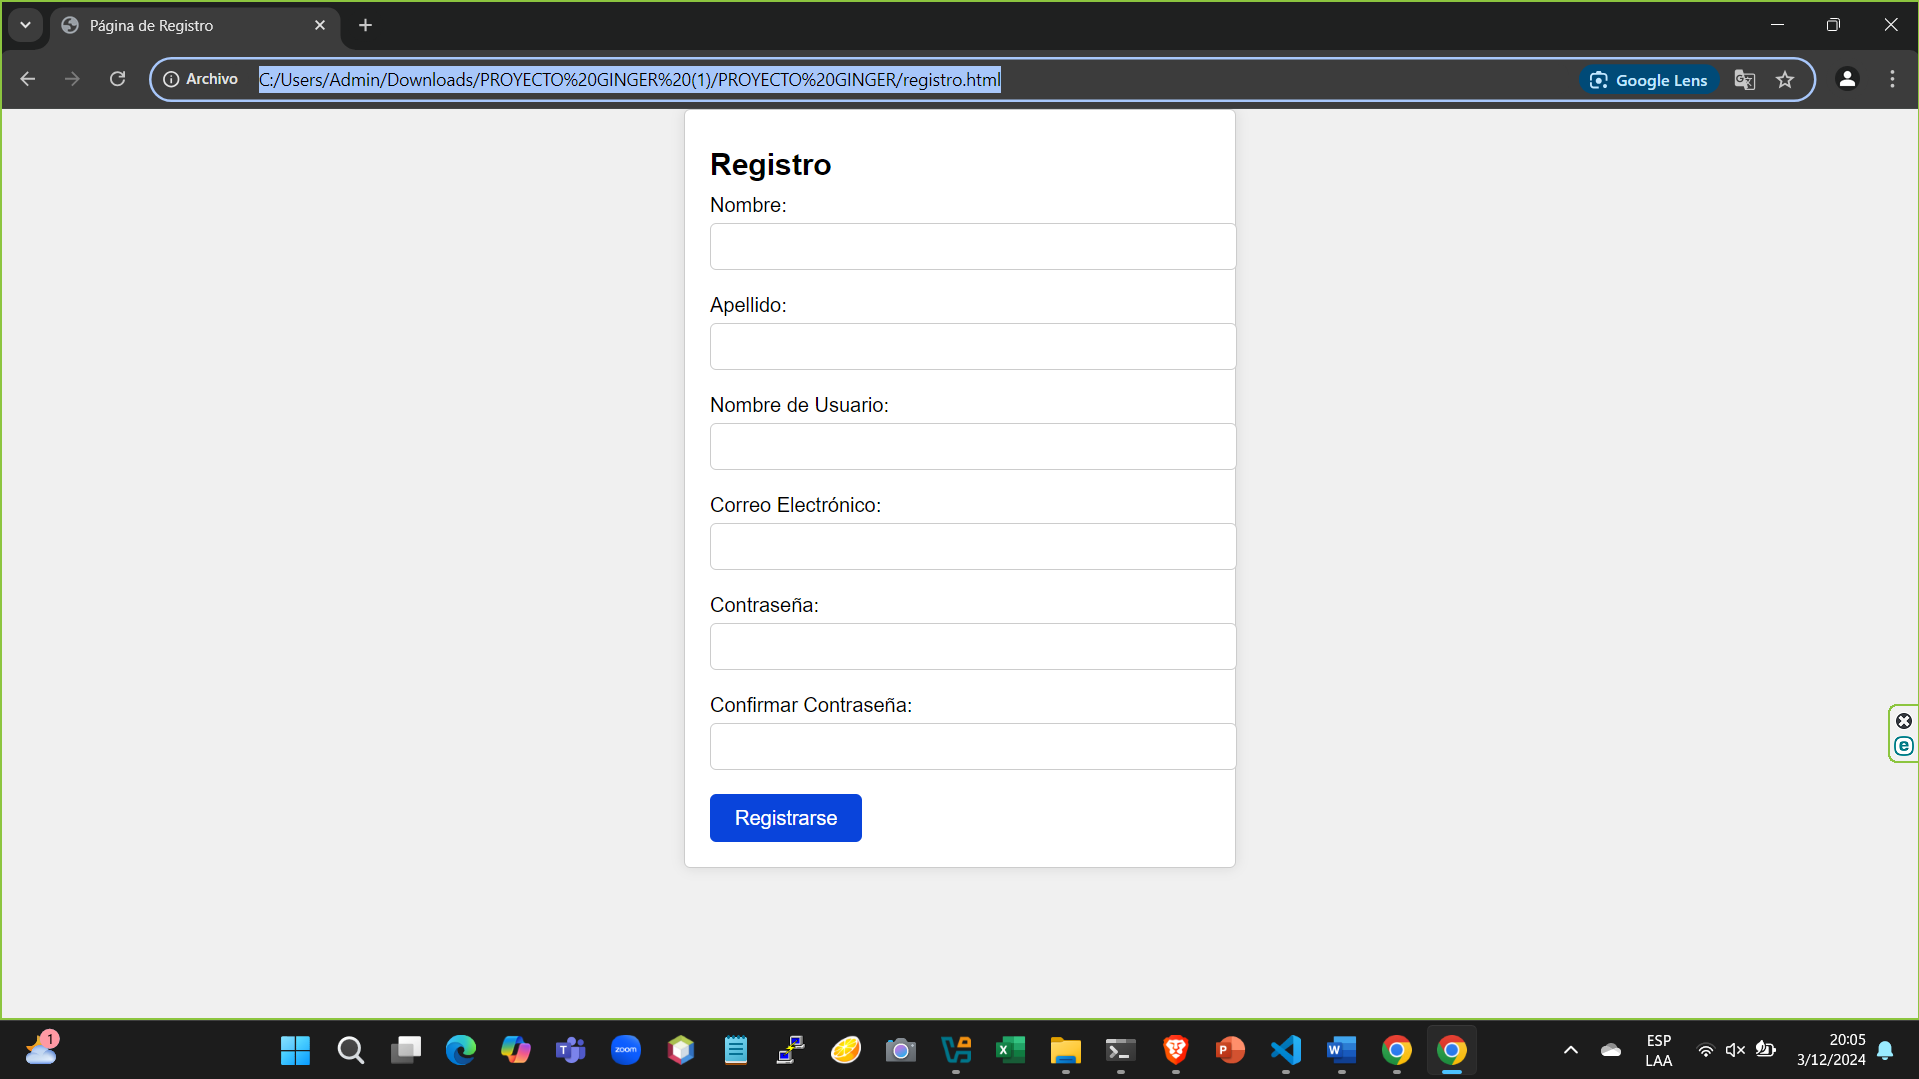 Página de Registro
Archivo C:/Users/Admin/Downloads/PROYECTO%20GINGER%20(1)/PROYECTO%20GINGER/registro.html Google Lens
Registro
Nombre:
Apellido:
Nombre de Usuario:
Correo Electrónico:
Contraseña:
Confirmar Contraseña:
Registrarse
1
zoom
ESP
LAA
20:05
3/12/2024